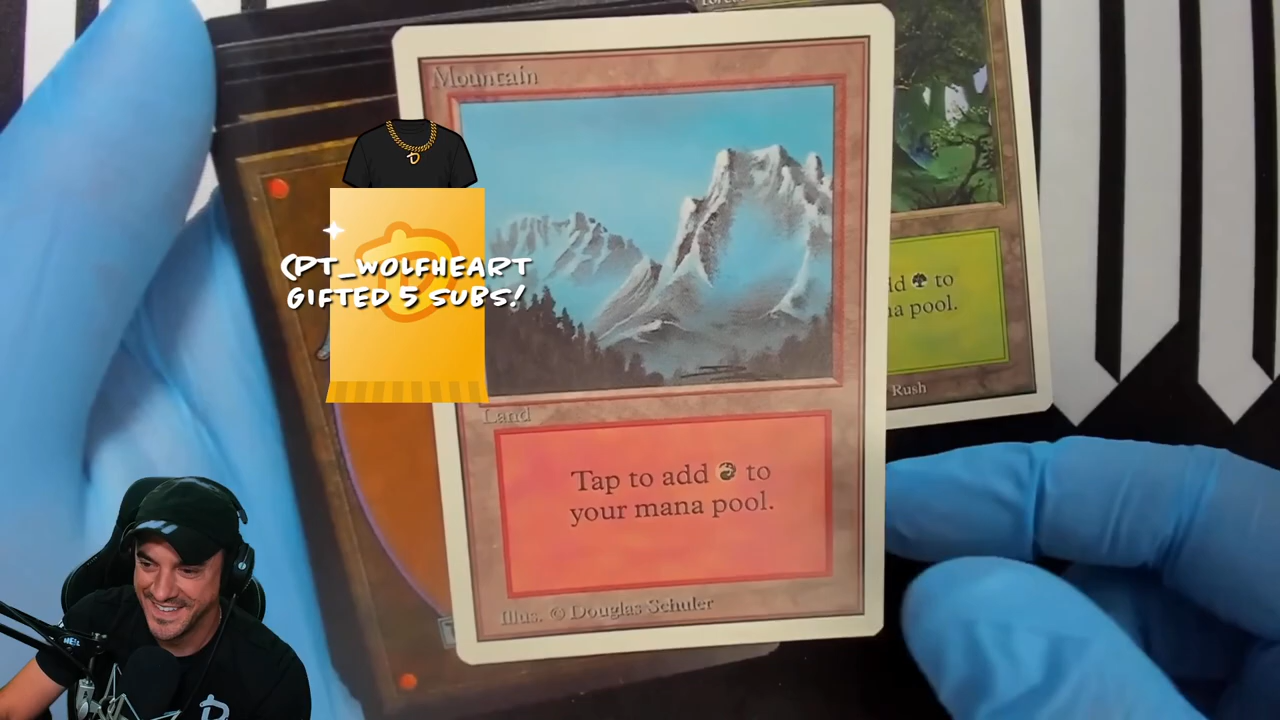 Mountain
CPT_WOLFHEART
GIFTED 5 SUBS!
Land
Tap to add to
your mana pool.
Illus. © Douglas Schuler
to
pool.
Rush